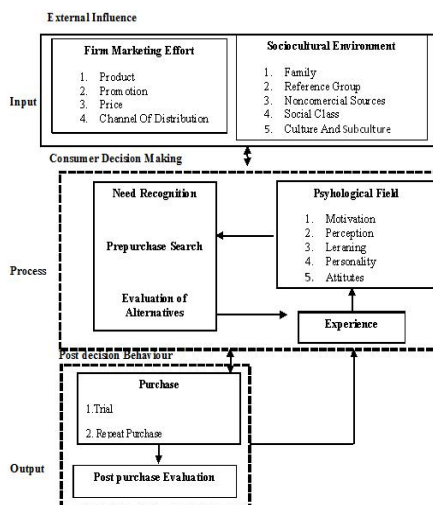 External Influence
Firm Marketing Effort
1. Product
2. Promotion
3. Price
4. Channel Of Distribution
Sociocultural Environment
1. Family
2. Reference Group
3. Noncomercial Sources
4. Social Class
5. Culture And Subculture
Input
Consumer Decision Making
Need Recognition
Prepurchase Search
Evaluation of
Alternatives
Psyhological Field
1. Motivation
2. Perception
3. Leraning
4. Personality
5. Attitutes
Process
Experience
Post decision Behaviour
Purchase
1.Trial
2. Repeat Purchase
Output
Post purchase Evaluation